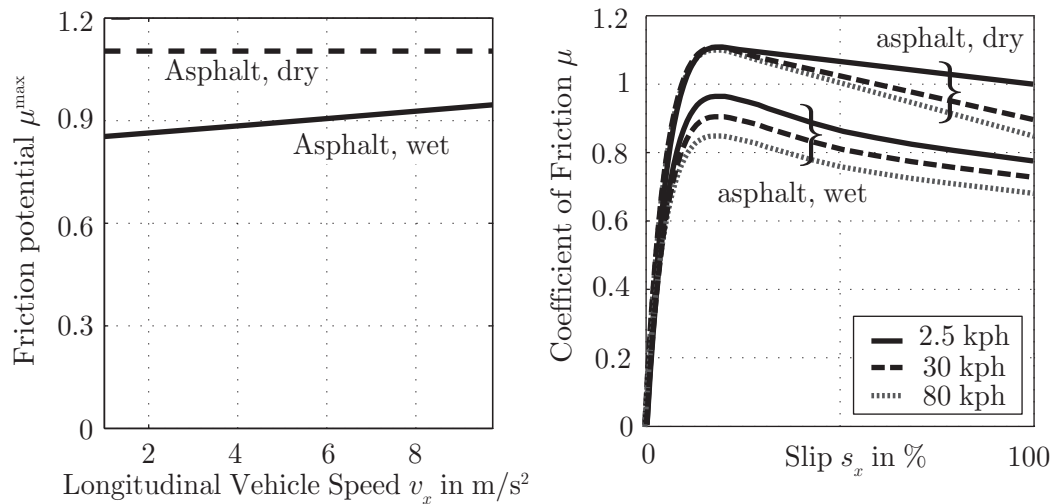 1.2
0.9
0.6
0.3
0
2
4
6
8
Friction potential μᵐᵃˣ
Longitudinal Vehicle Speed vₓ in m/s²
Asphalt, dry
Asphalt, wet
1.2
1
0.8
0.6
0.4
0.2
0
0
100
Coefficient of Friction μ
Slip sₓ in %
asphalt, dry
asphalt, wet
2.5 kph
30 kph
80 kph